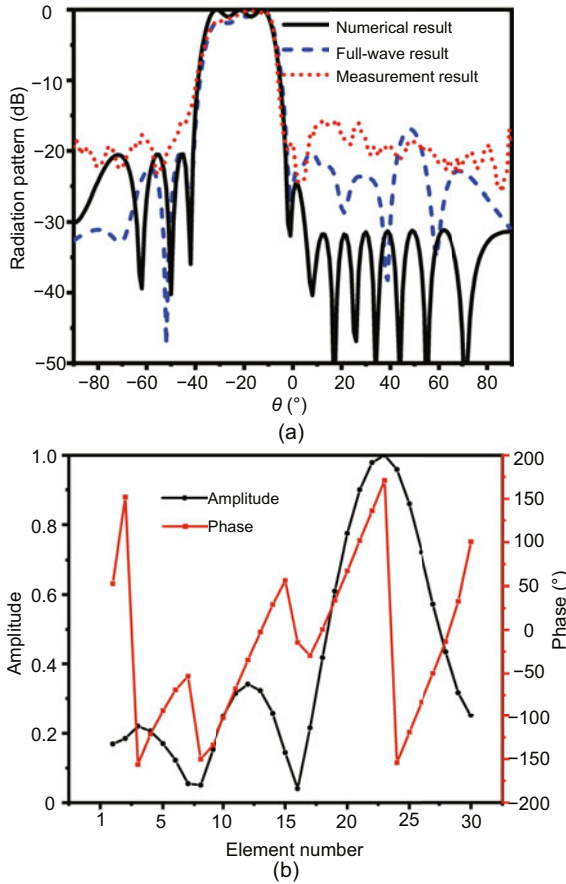 0
−10
−20
−30
−40
−50
Radiation pattern (dB)
Numerical result
Full-wave result
Measurement result
−80 −60 −40 −20 0 20 40 60 80
θ (°)
(a)
1.0
0.8
0.6
0.4
0.2
0
Amplitude
Amplitude
Phase
200
150
100
50
0
−50
−100
−150
−200
Phase (°)
1 5 10 15 20 25 30
Element number
(b)